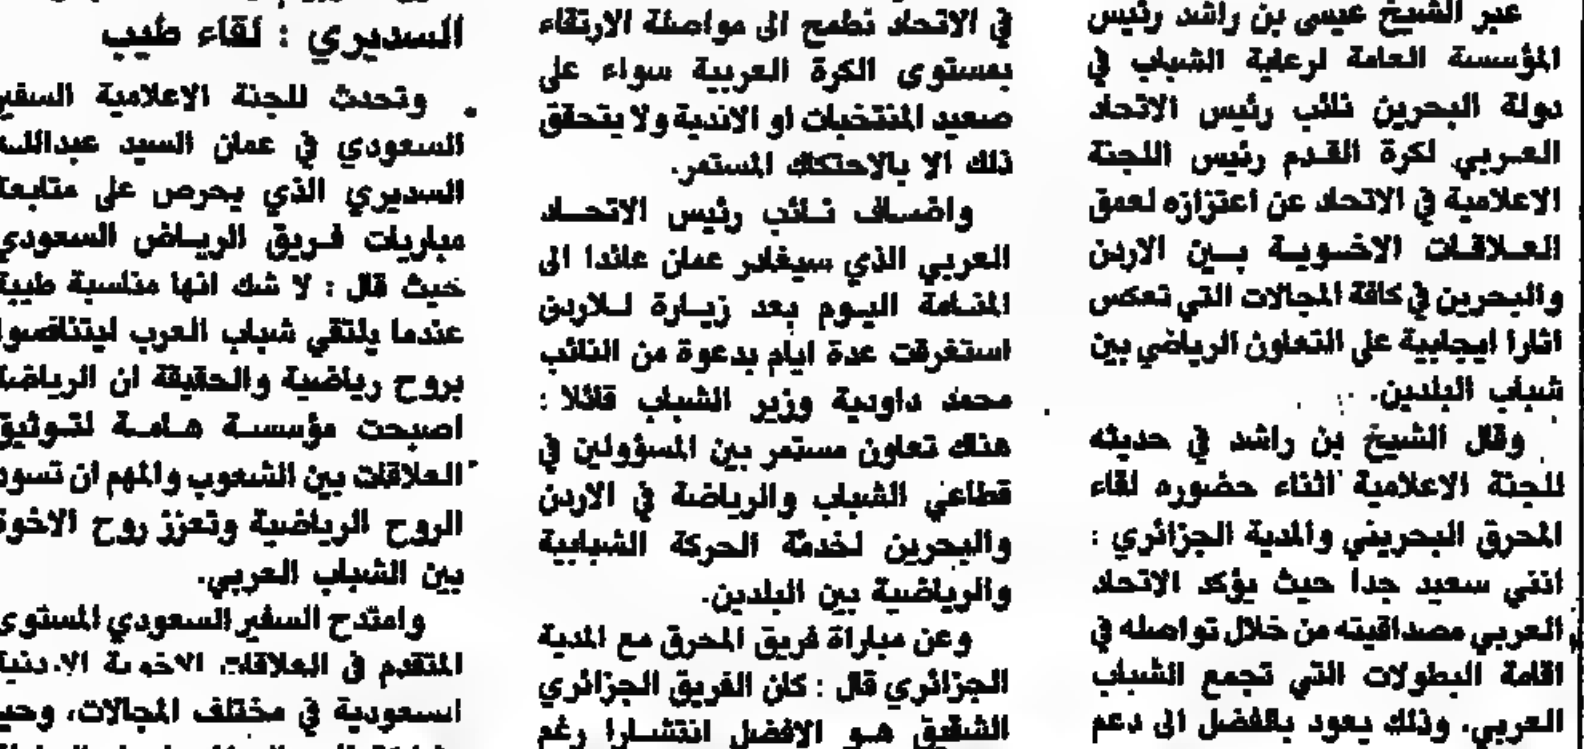 عبر الشيخ عيسى بن راشد رئيس
المؤسسة العامة لرعاية الشباب في
دولة البحرين نائب رئيس الاتحاد
العربي لكرة القدم رئيس اللجنة
الاعلامية في الاتحاد عن اعتزازه لعمق
العلاقات الاخوية بين الاردن
والبحرين في كافة المجالات التي تعكس
اثارا ايجابية على التعاون الرياضي بين
شباب البلدين.
وقال الشيخ بن راشد في حديثه
للجنة الاعلامية اثناء حضوره لقاء
المحرق البحريني والمدية الجزائري :
انني سعيد جدا حيث يؤكد الاتحاد
العربي مصداقيته من خلال تواصله في
اقامة البطولات التي تجمع الشباب
العربي. وذلك يعود بالفضل الى دعم
في الاتحاد نطمح الى مواصلة الارتقاء
بمستوى الكرة العربية سواء على
صعيد المنتخبات او الاندية ولا يتحقق
ذلك الا بالاحتكاك المستمر.
واضاف نائب رئيس الاتحاد
العربي الذي سيغادر عمان عائدا الى
المنامة اليوم بعد زيارة للاردن
استغرقت عدة ايام بدعوة من النائب
محمد داودية وزير الشباب قائلا :
هناك تعاون مستمر بين المسؤولين في
قطاعي الشباب والرياضة في الاردن
والبحرين لخدمة الحركة الشبابية
والرياضية بين البلدين.
وعن مباراة فريق المحرق مع المدية
الجزائري قال : كان الفريق الجزائري
الشقيق هو الافضل انتشارا رغم
السديري : لقاء طيب
وتحدث للجنة الاعلامية السفير
السعودي في عمان السيد عبدالله
السديري الذي يحرص على متابعة
مباريات فريق الرياض السعودي
حيث قال : لا شك انها مناسبة طيبة
عندما يلتقي شباب العرب ليتنافسوا
بروح رياضية والحقيقة ان الرياضة
اصبحت مؤسسة هامة لتوثيق
العلاقات بين الشعوب والمهم ان تسود
الروح الرياضية وتعزز روح الاخوة
بين الشباب العربي.
وامتدح السفير السعودي المستوى
المتقدم في العلاقات الاخوية الاردنية
السعودية في مختلف المجالات، وحيا